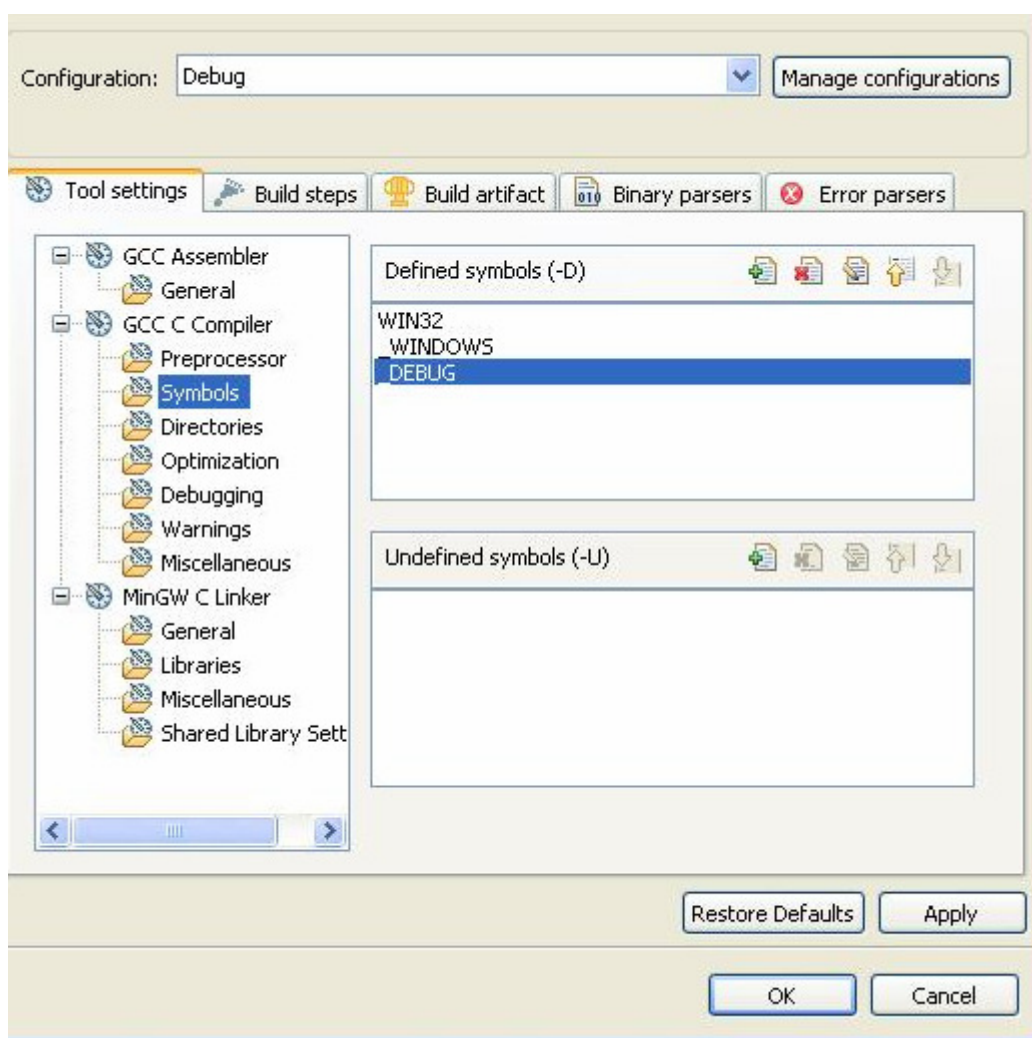 Configuration: Debug Manage configurations
Tool settings Build steps Build artifact Binary parsers Error parsers
GCC Assembler
General
GCC C Compiler
Preprocessor
Symbols
Directories
Optimization
Debugging
Warnings
Miscellaneous
MinGW C Linker
General
Libraries
Miscellaneous
Shared Library Sett
Defined symbols (-D)
WIN32
_WINDOWS
_DEBUG
Undefined symbols (-U)
Restore Defaults Apply
OK Cancel